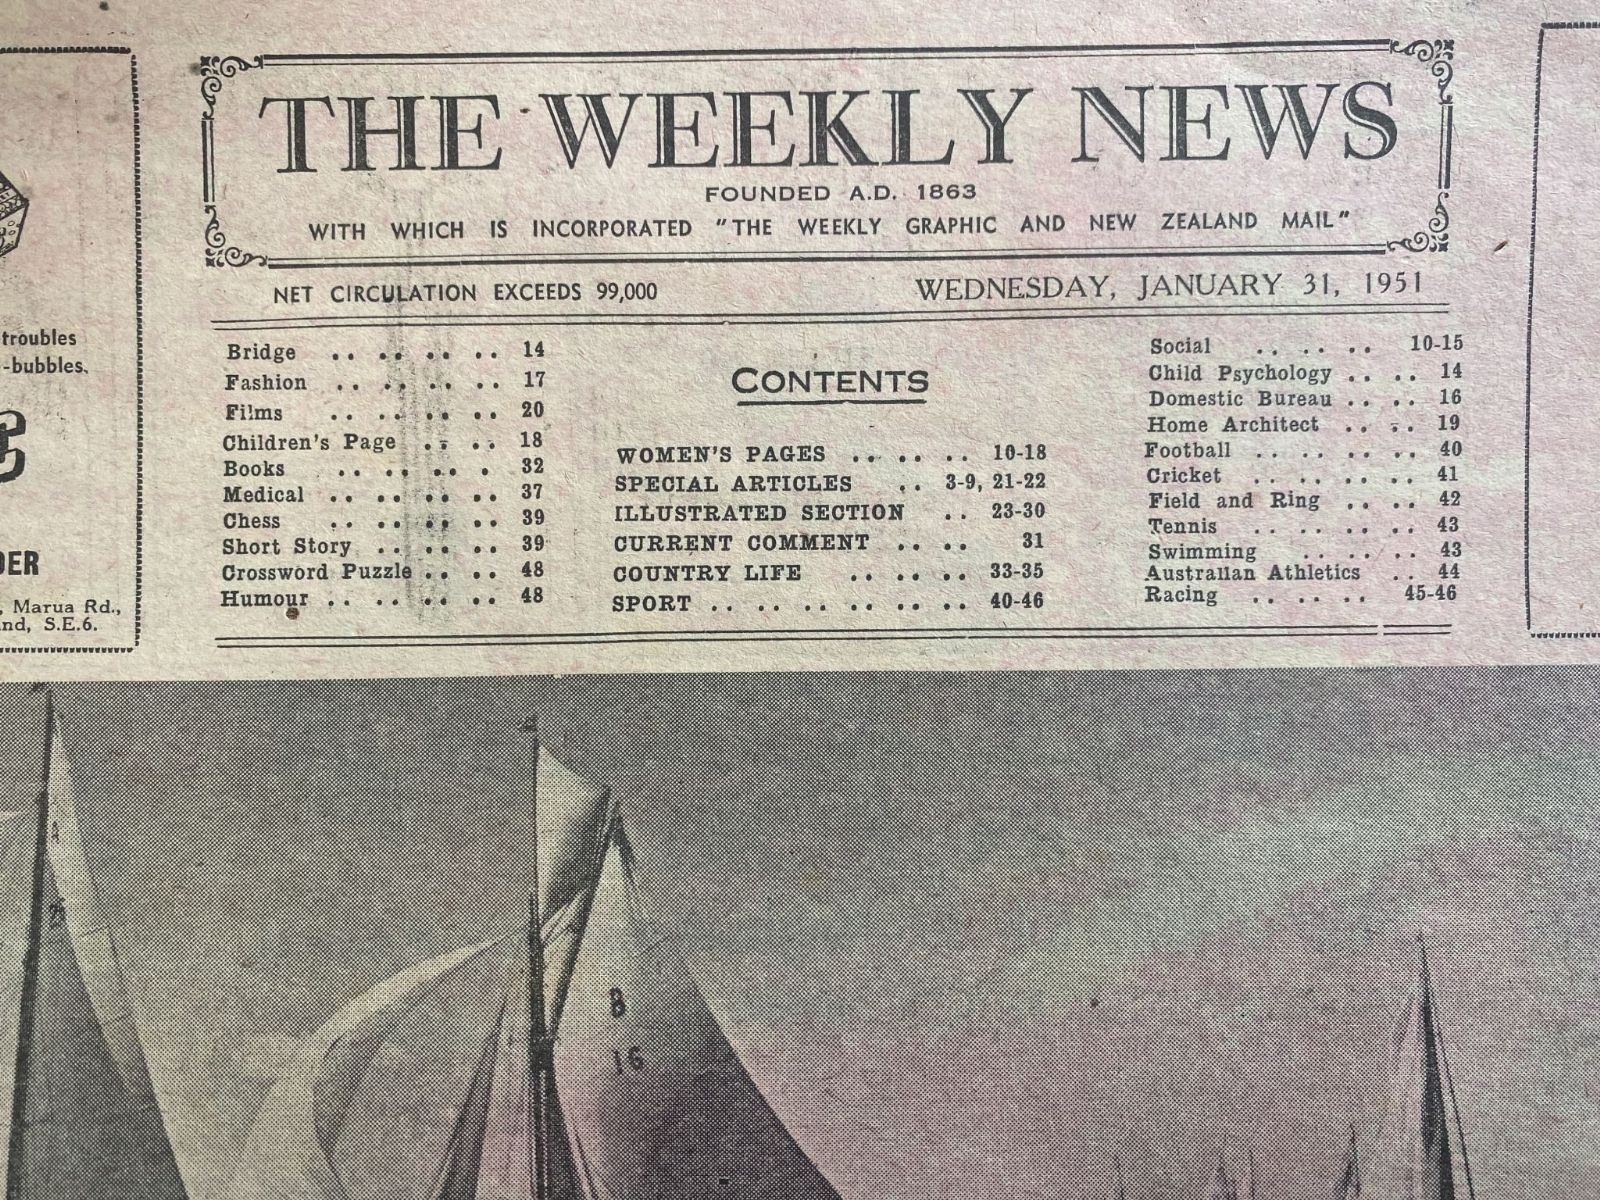 THE WEEKLY NEWS
FOUNDED A.D. 1863
WITH WHICH IS INCORPORATED "THE WEEKLY GRAPHIC AND NEW ZEALAND MAIL"
NET CIRCULATION EXCEEDS 99,000
WEDNESDAY, JANUARY 31, 1951
Bridge .. .. .. .. 14
Fashion .. .. .. .. 17
Films .. .. .. .. 20
Children's Page .. .. 18
Books .. .. .. . 32
Medical .. .. .. .. 37
Chess .. .. .. .. 39
Short Story .. .. .. 39
Crossword Puzzle .. .. 48
Humour .. .. .. .. 48
CONTENTS
WOMEN'S PAGES .. .. .. 10-18
SPECIAL ARTICLES .. 3-9, 21-22
ILLUSTRATED SECTION .. 23-30
CURRENT COMMENT .. .. 31
COUNTRY LIFE .. .. .. 33-35
SPORT .. .. .. .. .. .. 40-46
Social .. .. .. 10-15
Child Psychology .. .. 14
Domestic Bureau .. .. 16
Home Architect .. .. 19
Football .. .. .. .. 40
Cricket .. .. .. .. 41
Field and Ring .. .. 42
Tennis .. .. .. .. 43
Swimming .. .. .. 43
Australian Athletics .. 44
Racing .. .. .. 45-46
troubles
-bubbles.
DER
, Marua Rd.,
nd, S.E.6.
B
16